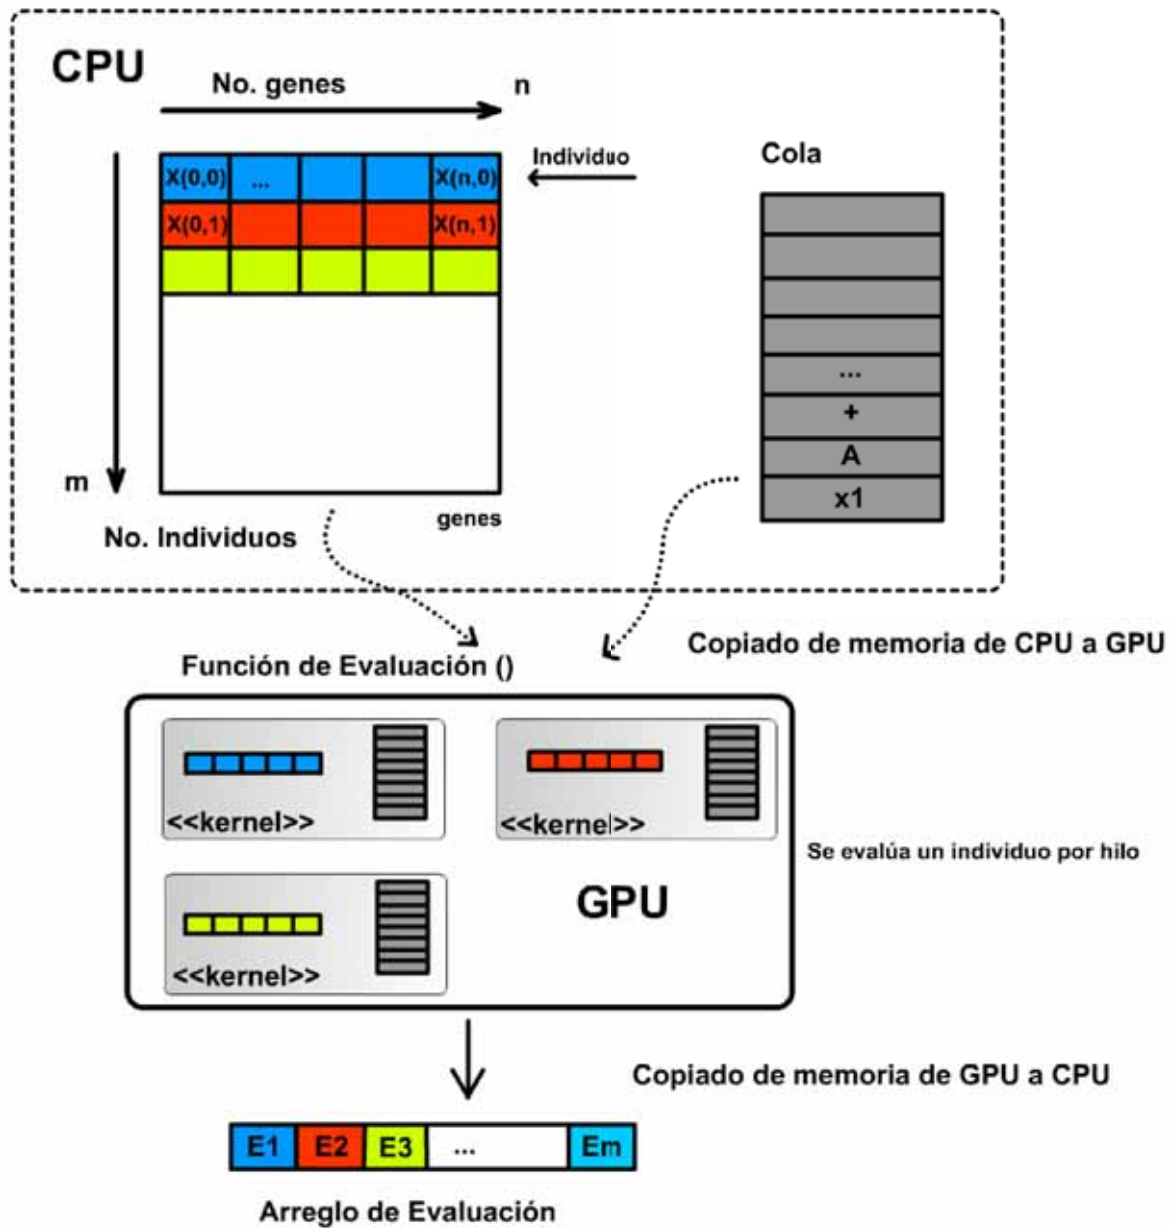 CPU
No. genes
n
Individuo
Cola
X(0,0)
...
X(n,0)
X(0,1)
X(n,1)
...
+
A
x1
m
genes
No. Individuos
Copiado de memoria de CPU a GPU
Función de Evaluación ()
<<kernel>>
<<kernel>>
Se evalúa un individuo por hilo
GPU
<<kernel>>
Copiado de memoria de GPU a CPU
E1 E2 E3 ... Em
Arreglo de Evaluación